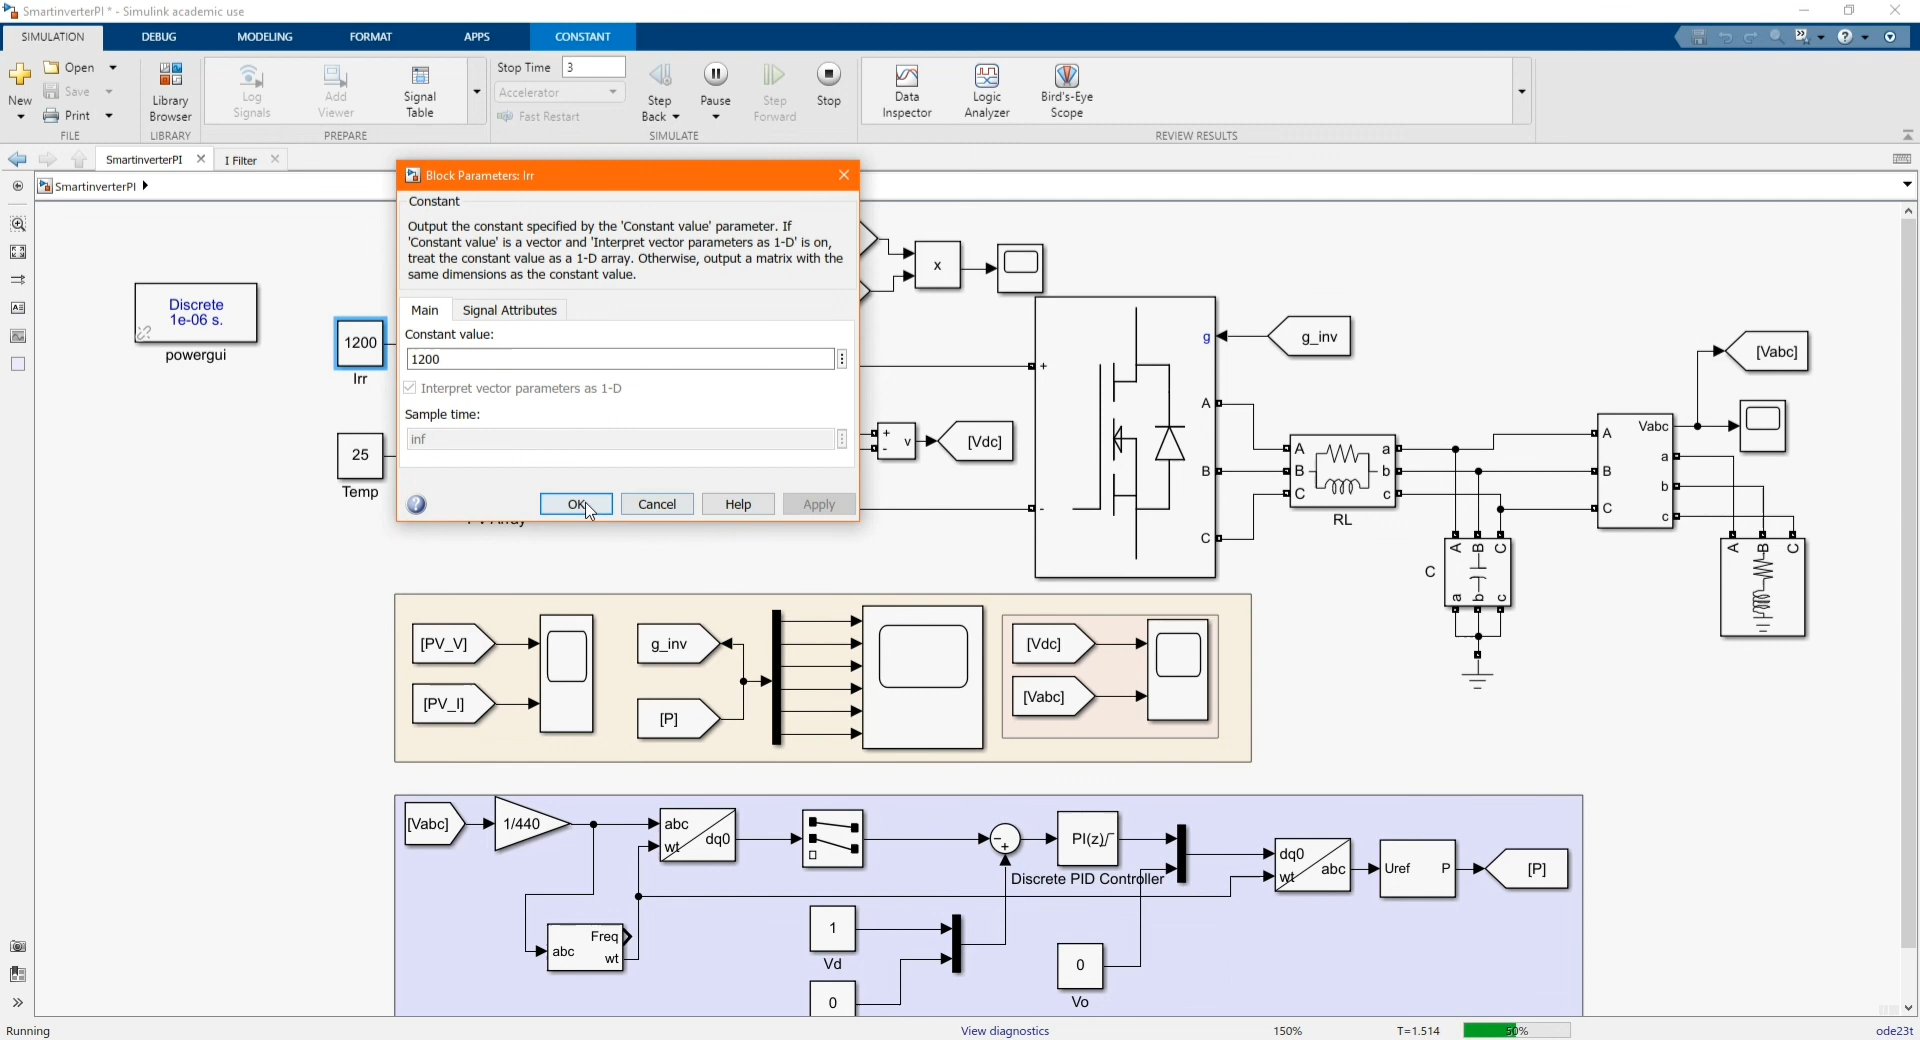 SmartinverterPI * - Simulink academic use
SIMULATION
DEBUG
MODELING
FORMAT
APPS
CONSTANT
New
Open
Save
Print
FILE
Library
Browser
LIBRARY
Log
Signals
Add
Viewer
Signal
Table
PREPARE
Stop Time 3
Accelerator
Fast Restart
Step
Back
Pause
Step
Forward
Stop
SIMULATE
Data
Inspector
Logic
Analyzer
Bird's-Eye
Scope
REVIEW RESULTS
SmartinverterPI
I Filter
SmartinverterPI
Block Parameters: Irr
Constant
Output the constant specified by the 'Constant value' parameter. If
'Constant value' is a vector and 'Interpret vector parameters as 1-D' is on,
treat the constant value as a 1-D array. Otherwise, output a matrix with the
same dimensions as the constant value.
Main
Signal Attributes
Constant value:
1200
Interpret vector parameters as 1-D
Sample time:
inf
OK
Cancel
Help
Apply
Discrete
1e-06 s.
powergui
1200
Irr
25
Temp
x
+
-
v
[Vdc]
+
-
g
A
B
C
g_inv
A
B
C
a
b
c
RL
A
B
C
a
b
c
C
A
B
C
Vabc
a
b
c
[Vabc]
A
B
C
[PV_V]
[PV_I]
g_inv
[P]
[Vdc]
[Vabc]
[Vabc]
1/440
abc
wt
dq0
PI(z)
Discrete PID Controller
dq0
wt
abc
Uref
P
[P]
abc
Freq
wt
1
Vd
0
0
Vo
Running
View diagnostics
150%
T=1.514
50%
ode23t